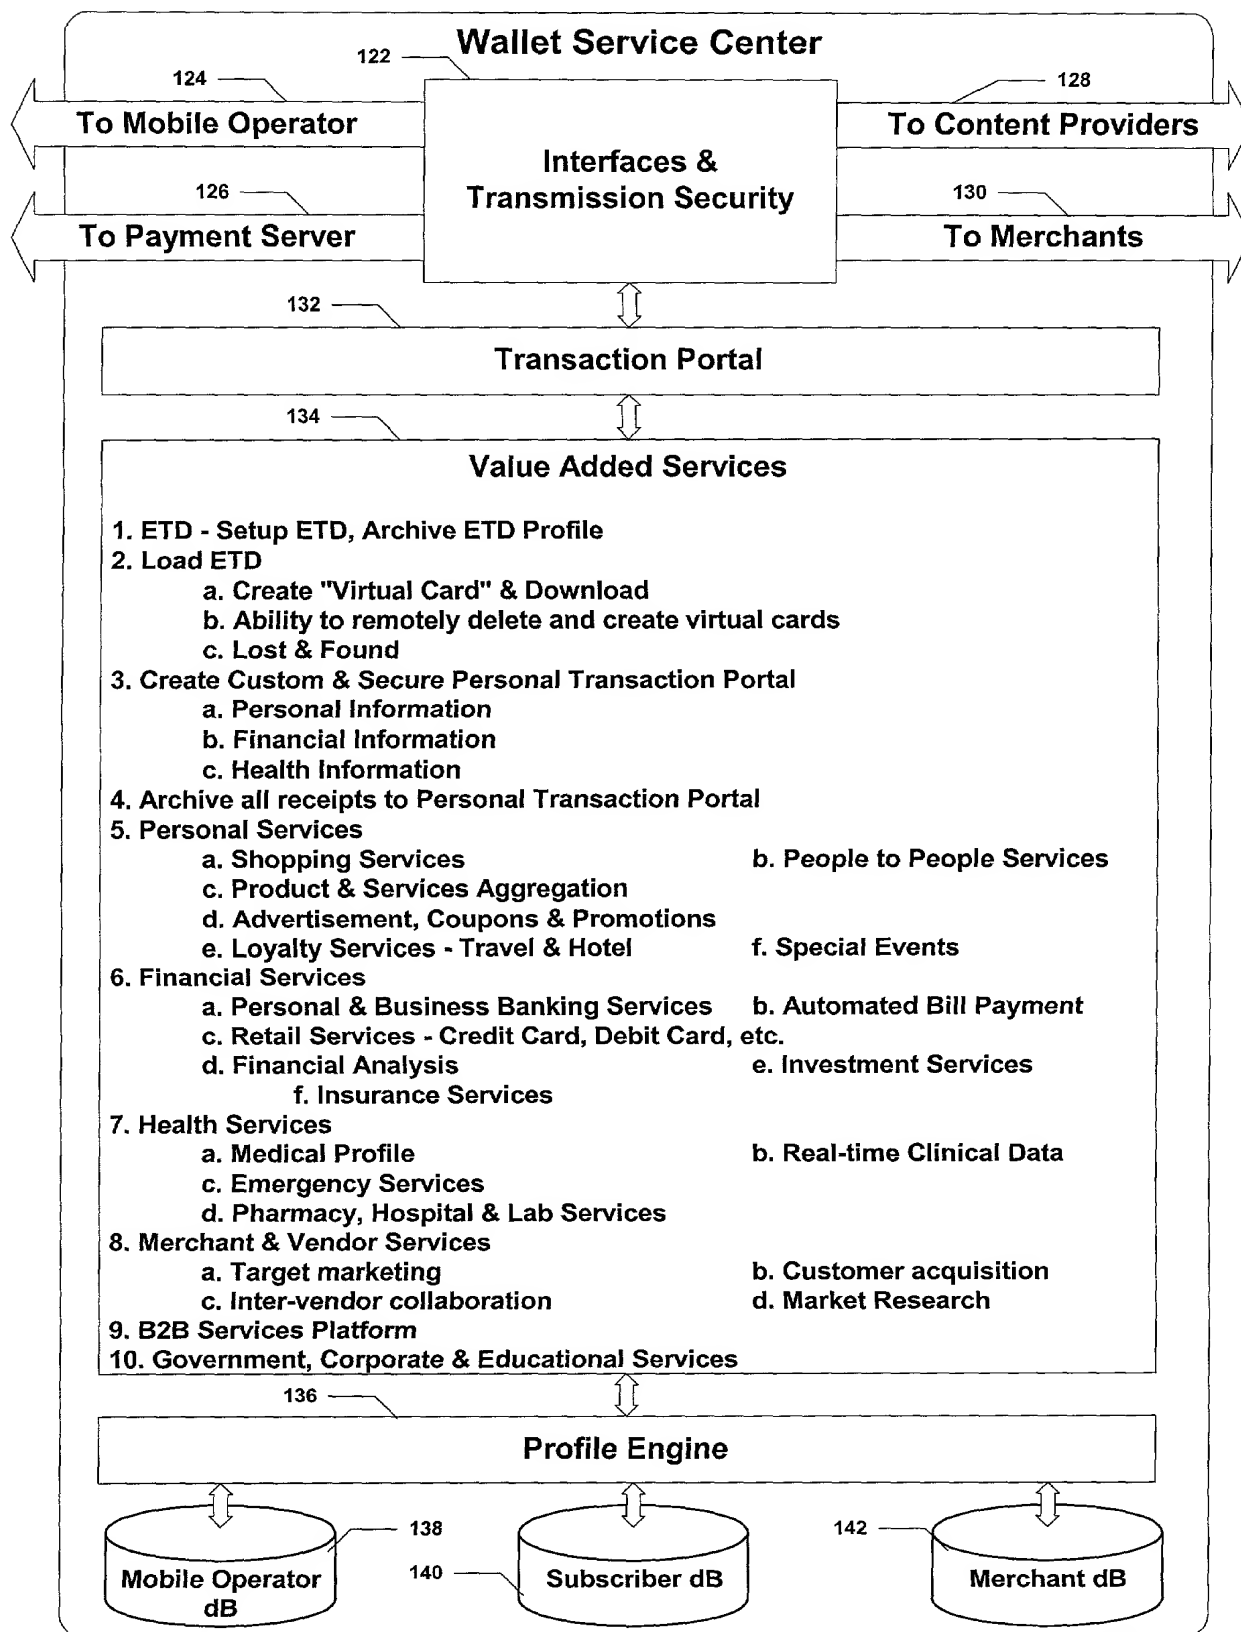 Wallet Service Center
122
124
128
To Mobile Operator
To Content Providers
Interfaces &
Transmission Security
126
130
To Payment Server
To Merchants
132
Transaction Portal
134
Value Added Services
1. ETD - Setup ETD, Archive ETD Profile
2. Load ETD
a. Create "Virtual Card" & Download
b. Ability to remotely delete and create virtual cards
c. Lost & Found
3. Create Custom & Secure Personal Transaction Portal
a. Personal Information
b. Financial Information
c. Health Information
4. Archive all receipts to Personal Transaction Portal
5. Personal Services
a. Shopping Services b. People to People Services
c. Product & Services Aggregation
d. Advertisement, Coupons & Promotions
e. Loyalty Services - Travel & Hotel f. Special Events
6. Financial Services
a. Personal & Business Banking Services b. Automated Bill Payment
c. Retail Services - Credit Card, Debit Card, etc.
d. Financial Analysis e. Investment Services
f. Insurance Services
7. Health Services
a. Medical Profile b. Real-time Clinical Data
c. Emergency Services
d. Pharmacy, Hospital & Lab Services
8. Merchant & Vendor Services
a. Target marketing b. Customer acquisition
c. Inter-vendor collaboration d. Market Research
9. B2B Services Platform
10. Government, Corporate & Educational Services
136
Profile Engine
138
142
140
Mobile Operator
dB
Subscriber dB
Merchant dB